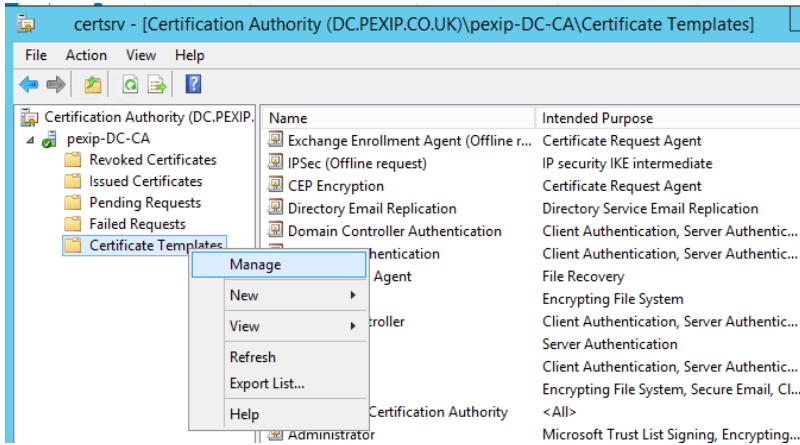 certsrv - [Certification Authority (DC.PEXIP.CO.UK)\pexip-DC-CA\Certificate Templates]
File Action View Help
Certification Authority (DC.PEXIP.
pexip-DC-CA
Revoked Certificates
Issued Certificates
Pending Requests
Failed Requests
Certificate Templates
Manage
New
View
Refresh
Export List...
Help
Name Intended Purpose
Exchange Enrollment Agent (Offline r... Certificate Request Agent
IPSec (Offline request) IP security IKE intermediate
CEP Encryption Certificate Request Agent
Directory Email Replication Directory Service Email Replication
Domain Controller Authentication Client Authentication, Server Authentic...
hentication Client Authentication, Server Authentic...
Agent File Recovery
Encrypting File System
troller Client Authentication, Server Authentic...
Server Authentication
Client Authentication, Server Authentic...
Encrypting File System, Secure Email, Cl...
Certification Authority <All>
Administrator Microsoft Trust List Signing, Encrypting...